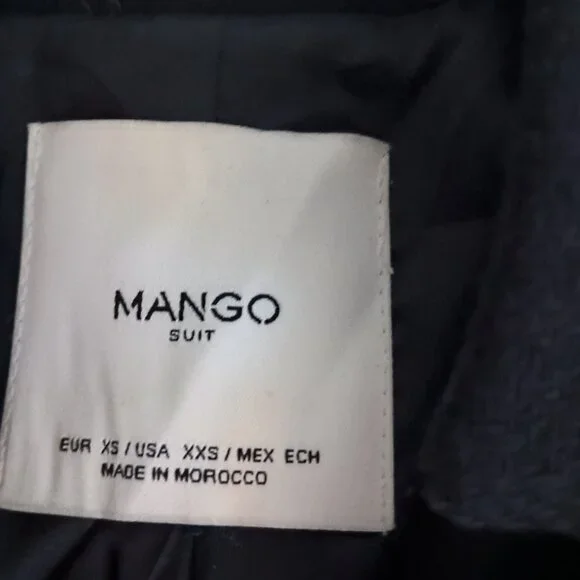 MANGO
SUIT
EUR XS / USA XXS / MEX ECH
MADE IN MOROCCO